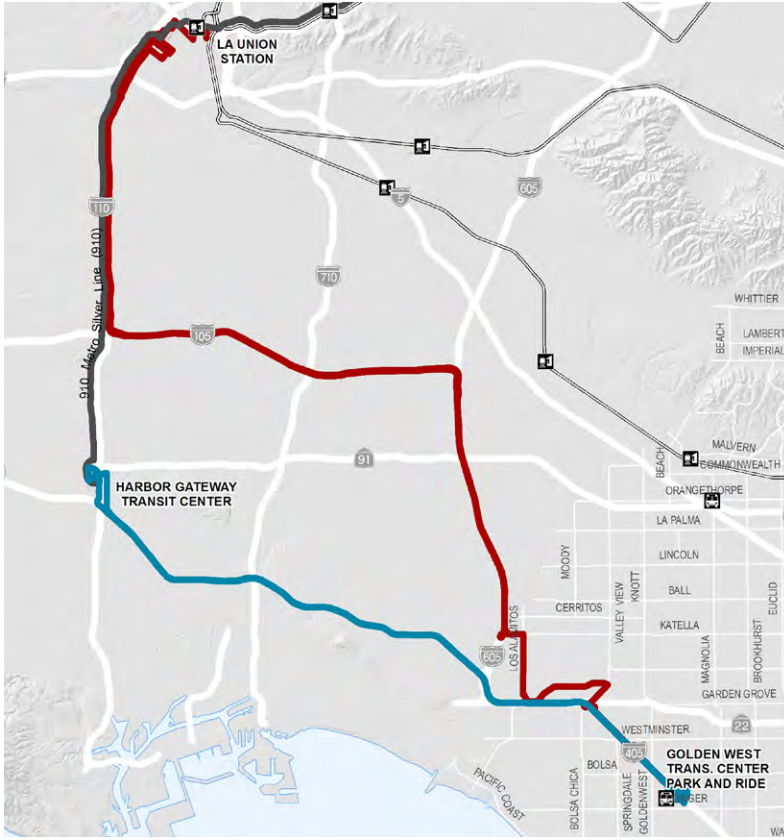 LA UNION
STATION
605
5
110
710
910 Metro Silver Line (910)
WHITTIER
BEACH
LAMBERT
IMPERIAL
105
MALVERN
BEACH
COMMONWEALTH
91
HARBOR GATEWAY
TRANSIT CENTER
ORANGETHORPE
LA PALMA
LINCOLN
MOODY
VALLEY VIEW
KNOTT
BALL
EUCLID
CERRITOS
KATELLA
LOS ALAMITOS
605
MAGNOLIA
BROOKHURST
GARDEN GROVE
22
WESTMINSTER
405
GOLDEN WEST
TRANS. CENTER
PARK AND RIDE
BOLSA
PACIFIC COAST
BOLSA CHICA
SPRINGDALE
GOLDENWEST